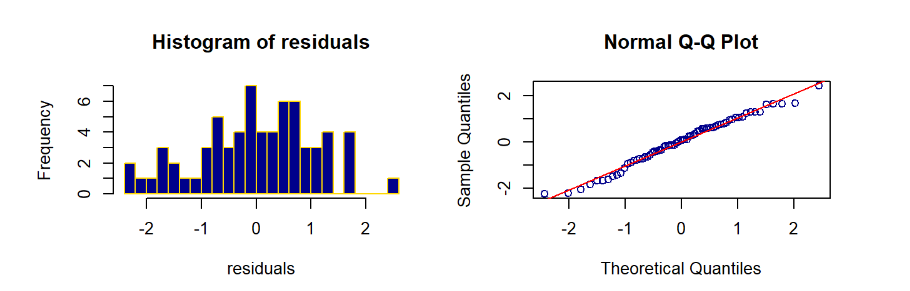 Histogram of residuals
Frequency
0 2 4 6
-2 -1 0 1 2
residuals
Normal Q-Q Plot
Sample Quantiles
-2 0 2
-2 -1 0 1 2
Theoretical Quantiles